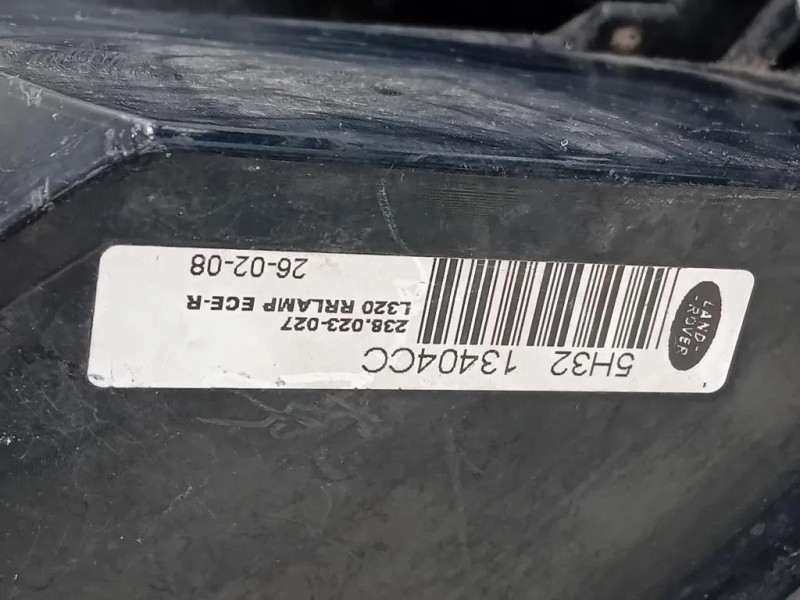 LAND-
-ROVER
5H32 13404CC
238.023-027
L320 RRLAMP ECE-R
26-02-08